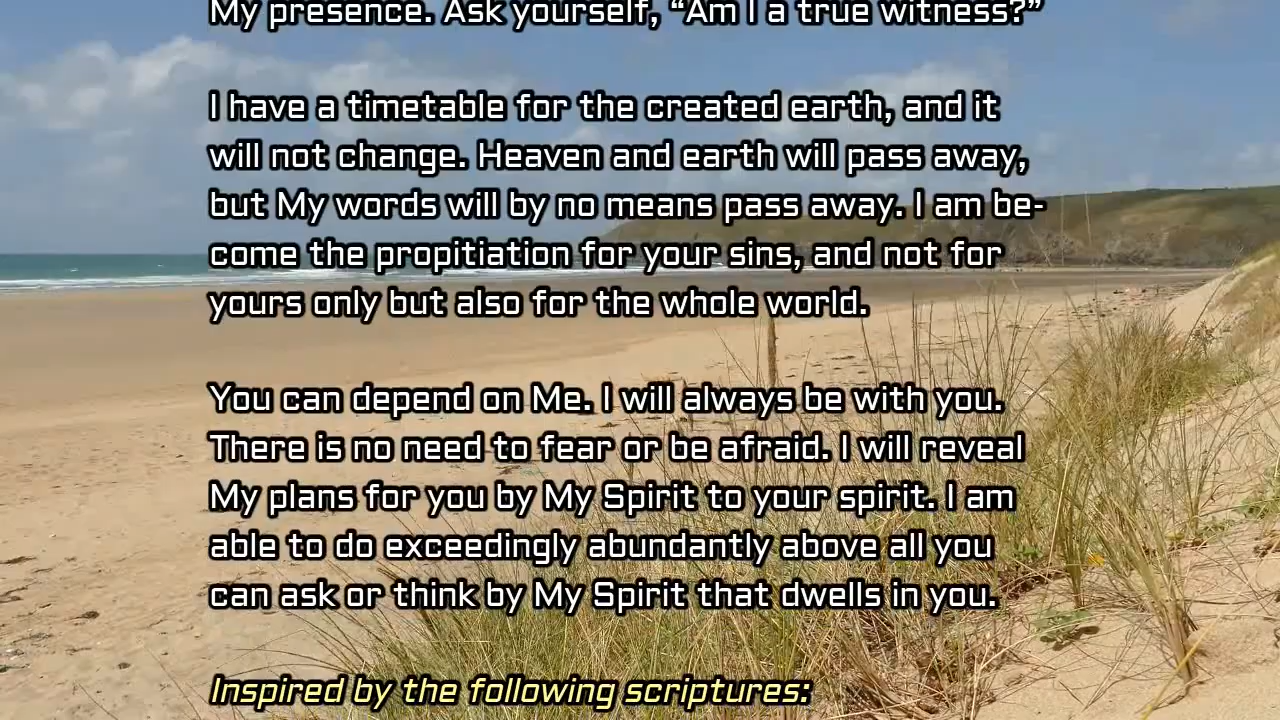 My presence. Ask yourself, “Am I a true witness?”
I have a timetable for the created earth, and it
will not change. Heaven and earth will pass away,
but My words will by no means pass away. I am be-
come the propitiation for your sins, and not for
yours only but also for the whole world.
You can depend on Me. I will always be with you.
There is no need to fear or be afraid. I will reveal
My plans for you by My Spirit to your spirit. I am
able to do exceedingly abundantly above all you
can ask or think by My Spirit that dwells in you.
Inspired by the following scriptures: